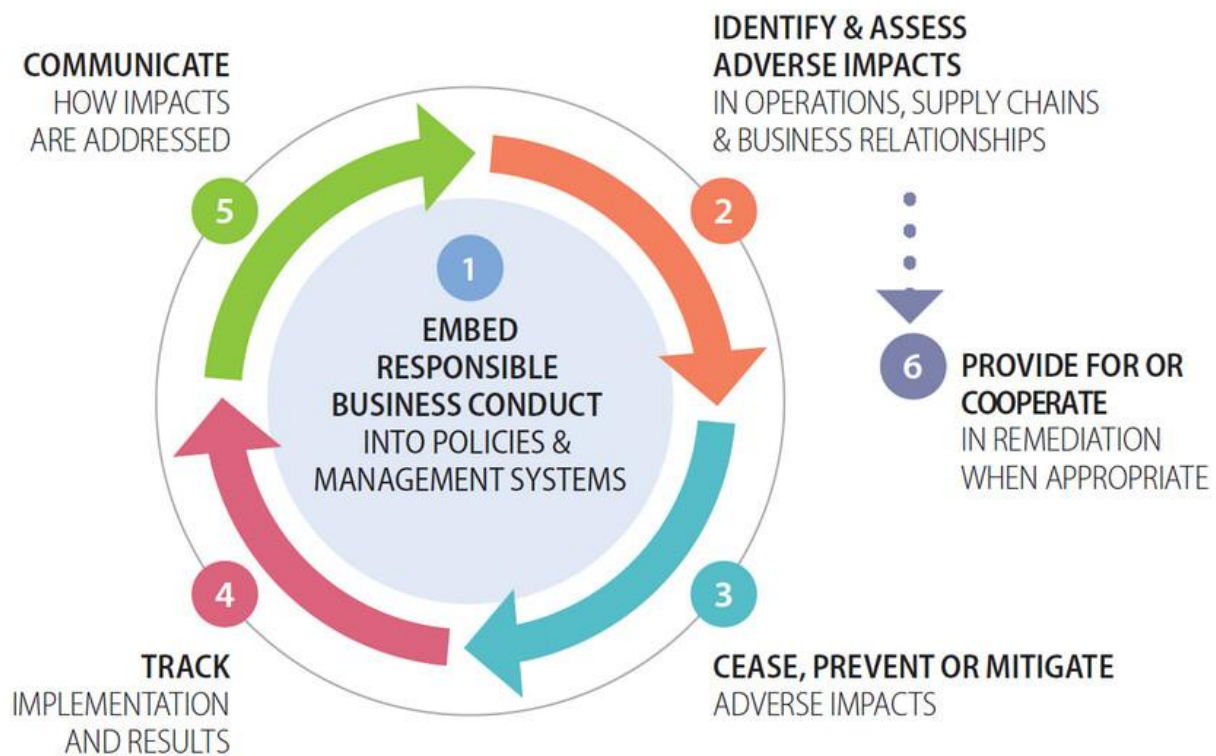 1
EMBED
RESPONSIBLE
BUSINESS CONDUCT
INTO POLICIES &
MANAGEMENT SYSTEMS
2
IDENTIFY & ASSESS
ADVERSE IMPACTS
IN OPERATIONS, SUPPLY CHAINS
& BUSINESS RELATIONSHIPS
3
CEASE, PREVENT OR MITIGATE
ADVERSE IMPACTS
4
TRACK
IMPLEMENTATION
AND RESULTS
5
COMMUNICATE
HOW IMPACTS
ARE ADDRESSED
6
PROVIDE FOR OR
COOPERATE
IN REMEDIATION
WHEN APPROPRIATE